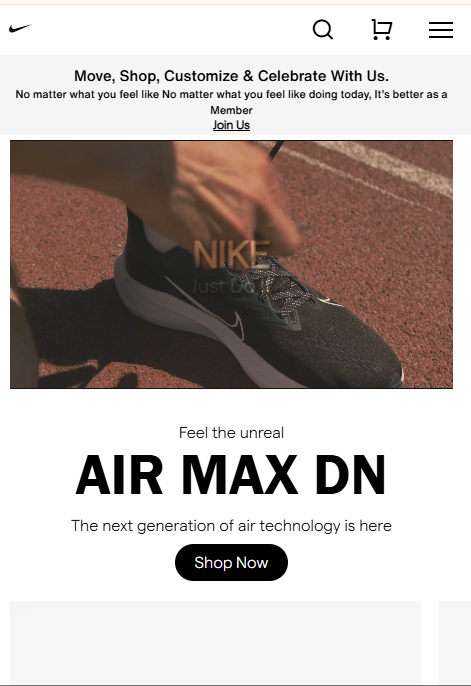 Move, Shop, Customize & Celebrate With Us.
No matter what you feel like No matter what you feel like doing today, It's better as a
Member
Join Us
NIKE
Just Do It
Feel the unreal
AIR MAX DN
The next generation of air technology is here
Shop Now